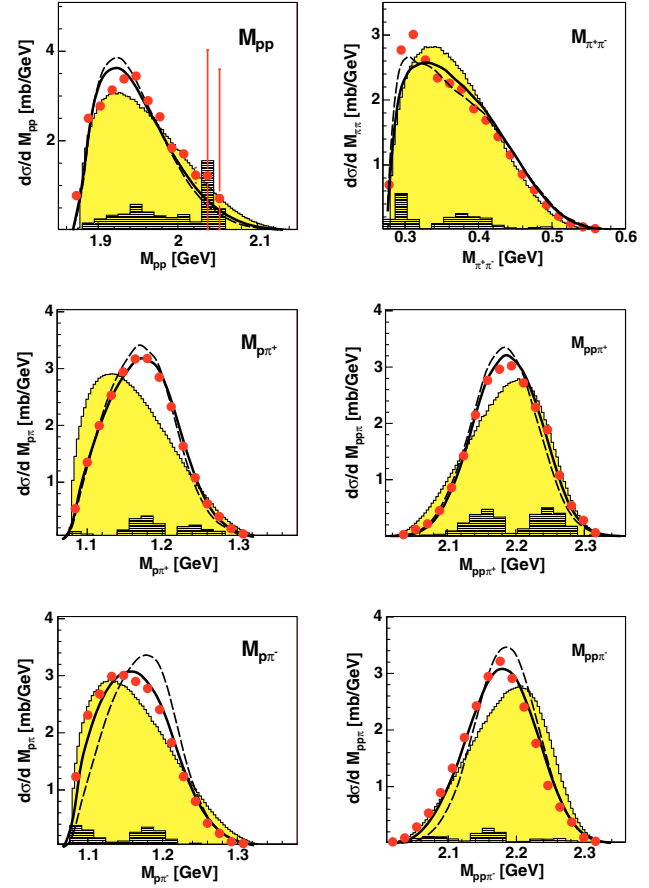 M_pp
dσ/d M_pp [mb/GeV]
4
2
1.9 2 2.1
M_pp [GeV]
M_π⁺π⁻
dσ/d M_ππ [mb/GeV]
3
2
1
0.3 0.4 0.5 0.6
M_π⁺π⁻ [GeV]
M_pπ⁺
dσ/d M_pπ [mb/GeV]
4
3
2
1
1.1 1.2 1.3
M_pπ⁺ [GeV]
M_ppπ⁺
dσ/d M_ppπ [mb/GeV]
4
3
2
1
2.1 2.2 2.3
M_ppπ⁺ [GeV]
M_pπ⁻
dσ/d M_pπ [mb/GeV]
4
3
2
1
1.1 1.2 1.3
M_pπ⁻ [GeV]
M_ppπ⁻
dσ/d M_ppπ [mb/GeV]
4
3
2
1
2.1 2.2 2.3
M_ppπ⁻ [GeV]